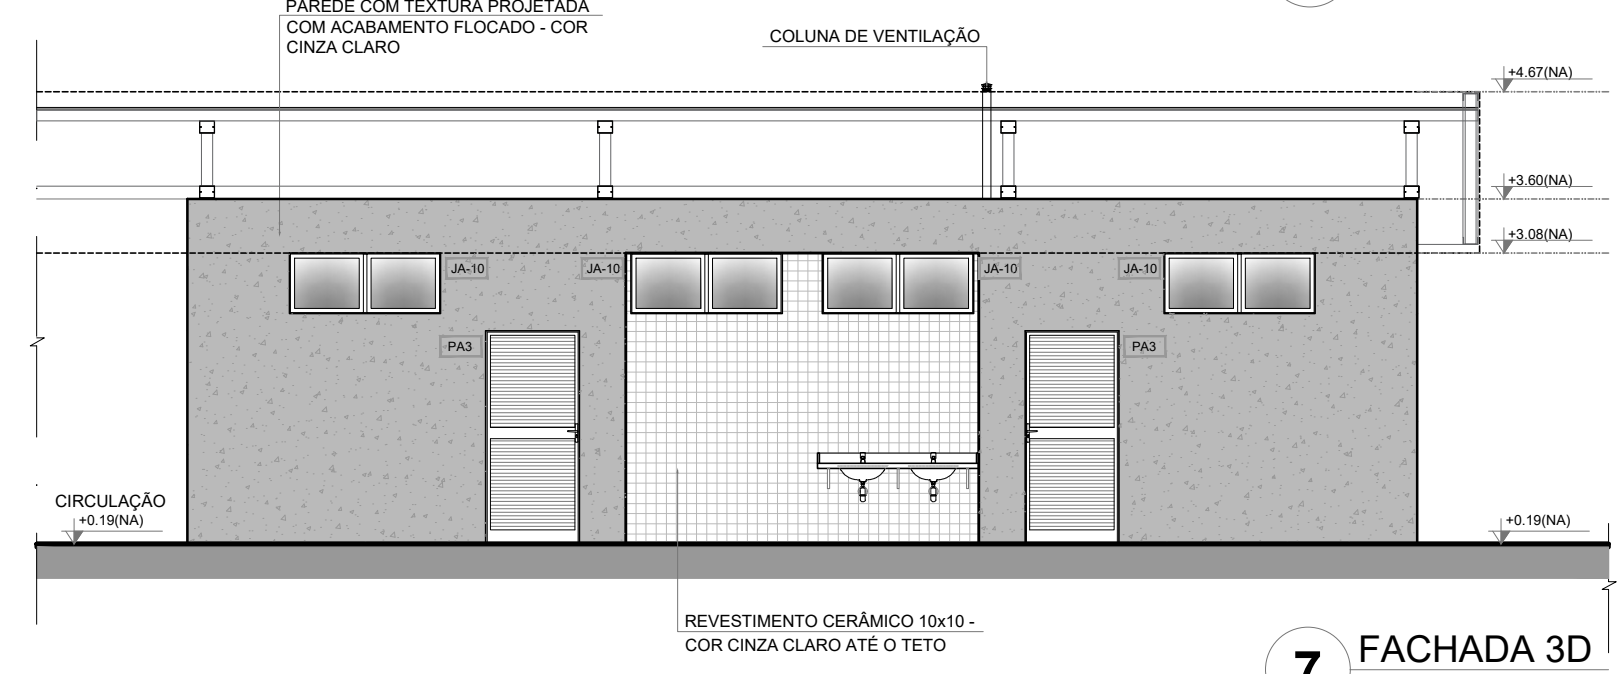 PAREDE COM TEXTURA PROJETADA
COM ACABAMENTO FLOCADO - COR
CINZA CLARO
COLUNA DE VENTILAÇÃO
+4.67(NA)
+3.60(NA)
+3.08(NA)
JA-10
JA-10
JA-10
JA-10
PA3
PA3
CIRCULAÇÃO
+0.19(NA)
+0.19(NA)
REVESTIMENTO CERÂMICO 10x10 -
COR CINZA CLARO ATÉ O TETO
7
FACHADA 3D